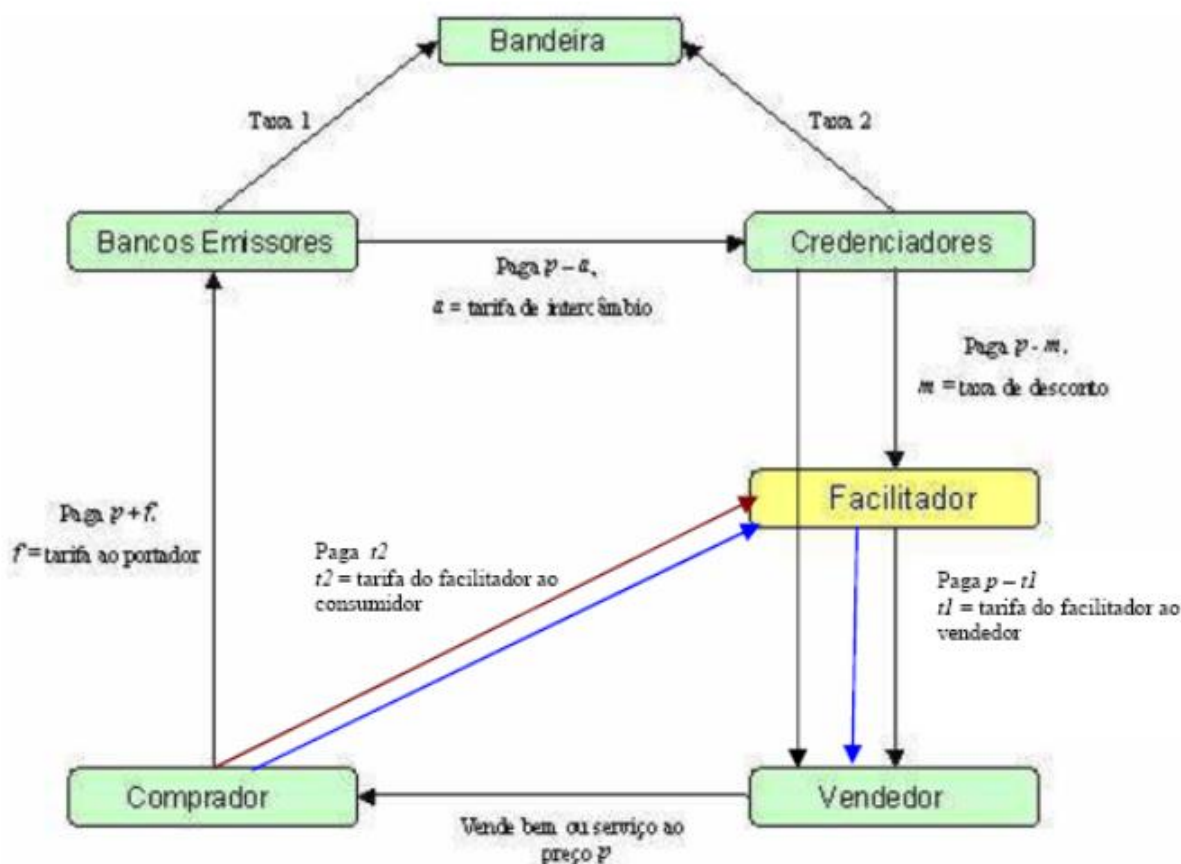 Bandeira
Taxa 1
Taxa 2
Bancos Emissores
Credenciadores
Paga p – a,
a = tarifa de intercâmbio
Paga p - m,
m = taxa de desconto
Facilitador
Paga p + f,
f = tarifa ao portador
Paga t2
t2 = tarifa do facilitador ao
consumidor
Paga p – t1
t1 = tarifa do facilitador ao
vendedor
Comprador
Vendedor
Vende bem ou serviço ao
preço p